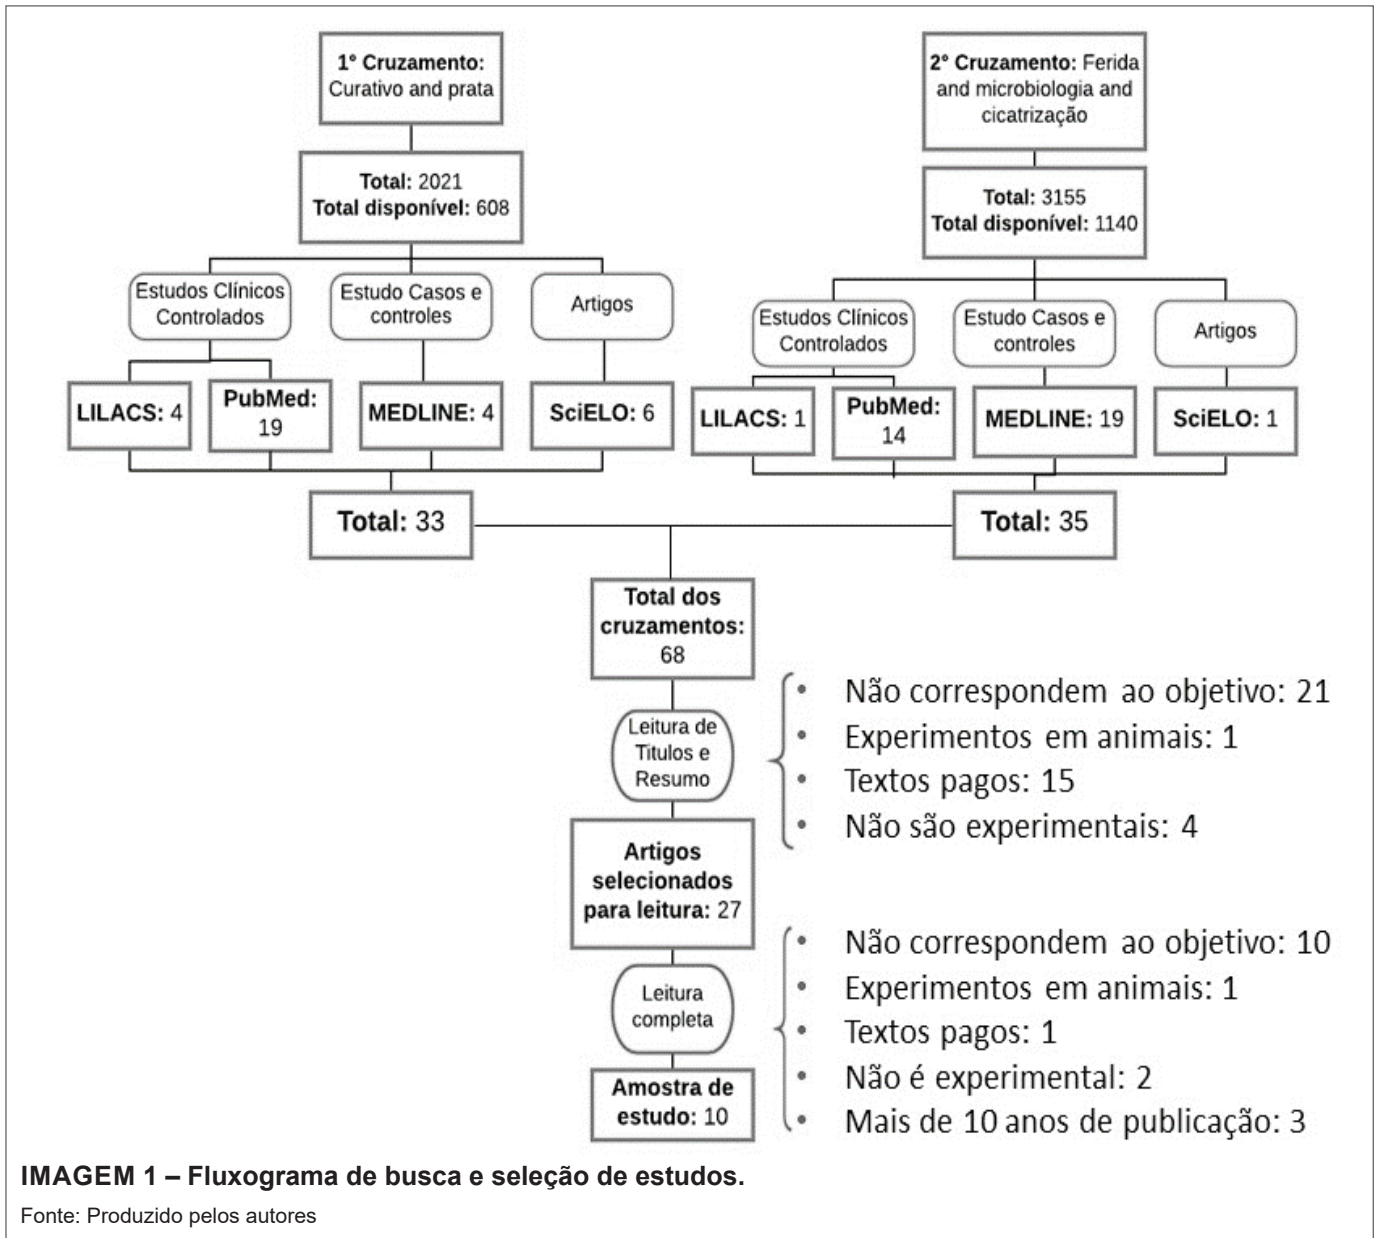 1° Cruzamento:
Curativo and prata
Total: 2021
Total disponível: 608
Estudos Clínicos
Controlados
Estudo Casos e
controles
Artigos
LILACS: 4
PubMed:
19
MEDLINE: 4
SciELO: 6
Total: 33
2° Cruzamento: Ferida
and microbiologia and
cicatrização
Total: 3155
Total disponível: 1140
Estudos Clínicos
Controlados
Estudo Casos e
controles
Artigos
LILACS: 1
PubMed:
14
MEDLINE: 19
SciELO: 1
Total: 35
Total dos
cruzamentos:
68
Leitura de
Titulos e
Resumo
• Não correspondem ao objetivo: 21
• Experimentos em animais: 1
• Textos pagos: 15
• Não são experimentais: 4
Artigos
selecionados
para leitura: 27
Leitura
completa
• Não correspondem ao objetivo: 10
• Experimentos em animais: 1
• Textos pagos: 1
• Não é experimental: 2
• Mais de 10 anos de publicação: 3
Amostra de
estudo: 10
IMAGEM 1 – Fluxograma de busca e seleção de estudos.
Fonte: Produzido pelos autores